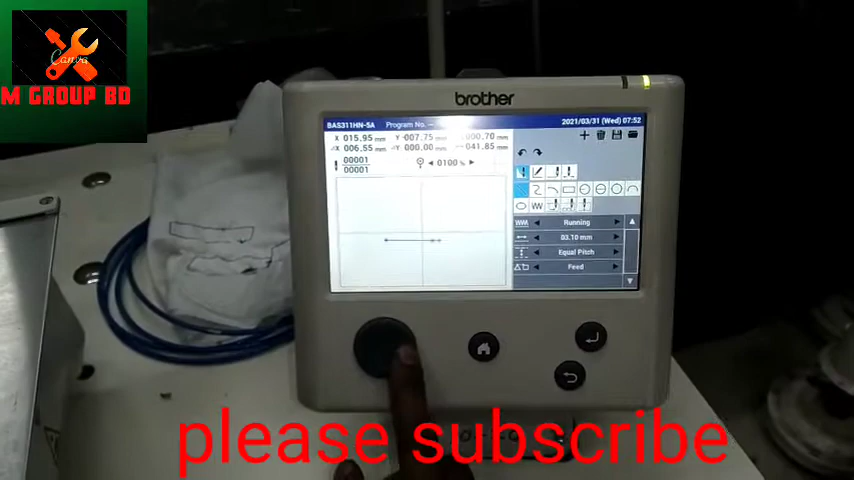 Canva
M GROUP BD
brother
BAS311HN-5A Program No. --- 2021/03/31 (Wed) 07:52
X 015.95 mm Y -007.75 mm 000.70 mm
⊿X 006.55 mm ⊿Y 000.00 mm 041.85 mm
00001
00001
0100 %
Running
03.10 mm
Equal Pitch
Feed
please subscribe